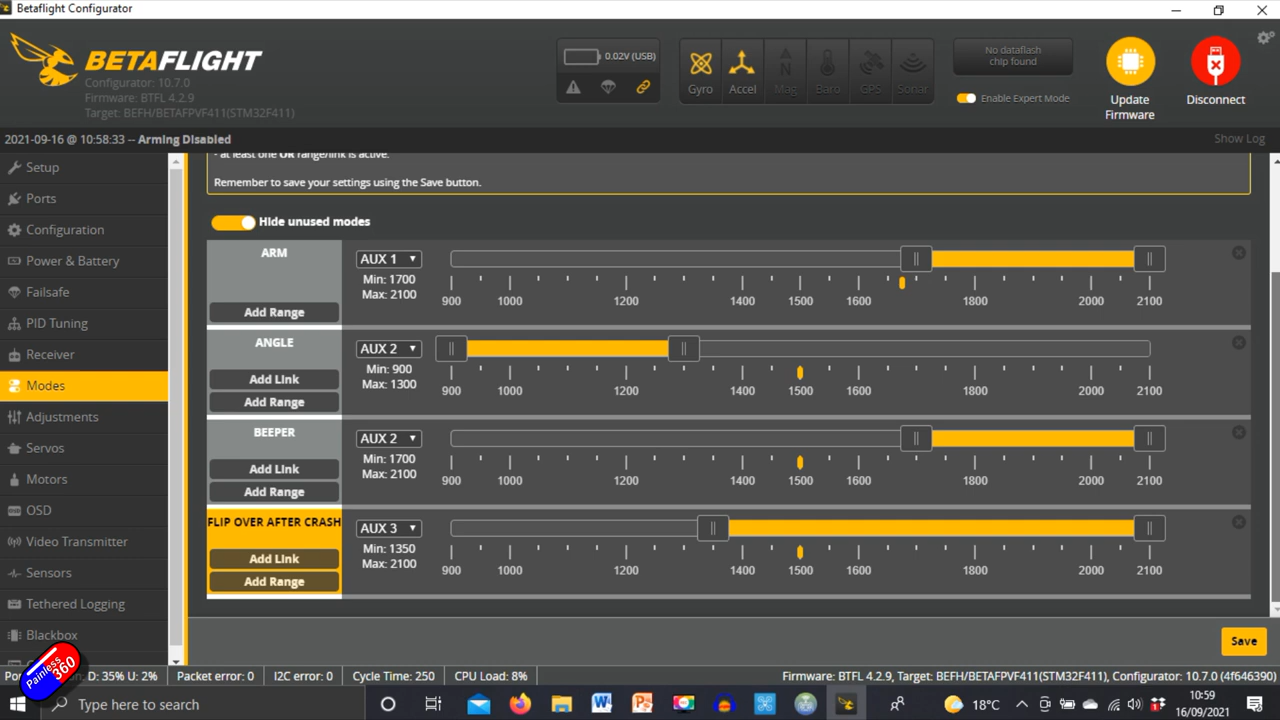 Betaflight Configurator
BETAFLIGHT
Configurator: 10.7.0
Firmware: BTFL 4.2.9
Target: BEFH/BETAFPVF411(STM32F411)
0.02V (USB)
Gyro
Accel
Mag
Baro
GPS
Sonar
No dataflash
chip found
Enable Expert Mode
Update
Firmware
Disconnect
2021-09-16 @ 10:58:33 -- Arming Disabled
Show Log
Setup
Ports
Configuration
Power & Battery
Failsafe
PID Tuning
Receiver
Modes
Adjustments
Servos
Motors
OSD
Video Transmitter
Sensors
Tethered Logging
Blackbox
- at least one OR range/link is active.
Remember to save your settings using the Save button.
Hide unused modes
ARM
Add Range
AUX 1
Min: 1700
Max: 2100
900 1000 1200 1400 1500 1600 1800 2000 2100
ANGLE
Add Link
Add Range
AUX 2
Min: 900
Max: 1300
900 1000 1200 1400 1500 1600 1800 2000 2100
BEEPER
Add Link
Add Range
AUX 2
Min: 1700
Max: 2100
900 1000 1200 1400 1500 1600 1800 2000 2100
FLIP OVER AFTER CRASH
Add Link
Add Range
AUX 3
Min: 1350
Max: 2100
900 1000 1200 1400 1500 1600 1800 2000 2100
Save
Painless360
D: 35% U: 2% Packet error: 0 I2C error: 0 Cycle Time: 250 CPU Load: 8% Firmware: BTFL 4.2.9, Target: BEFH/BETAFPVF411(STM32F411), Configurator: 10.7.0 (4f646390)
Type here to search
18°C
10:59
16/09/2021